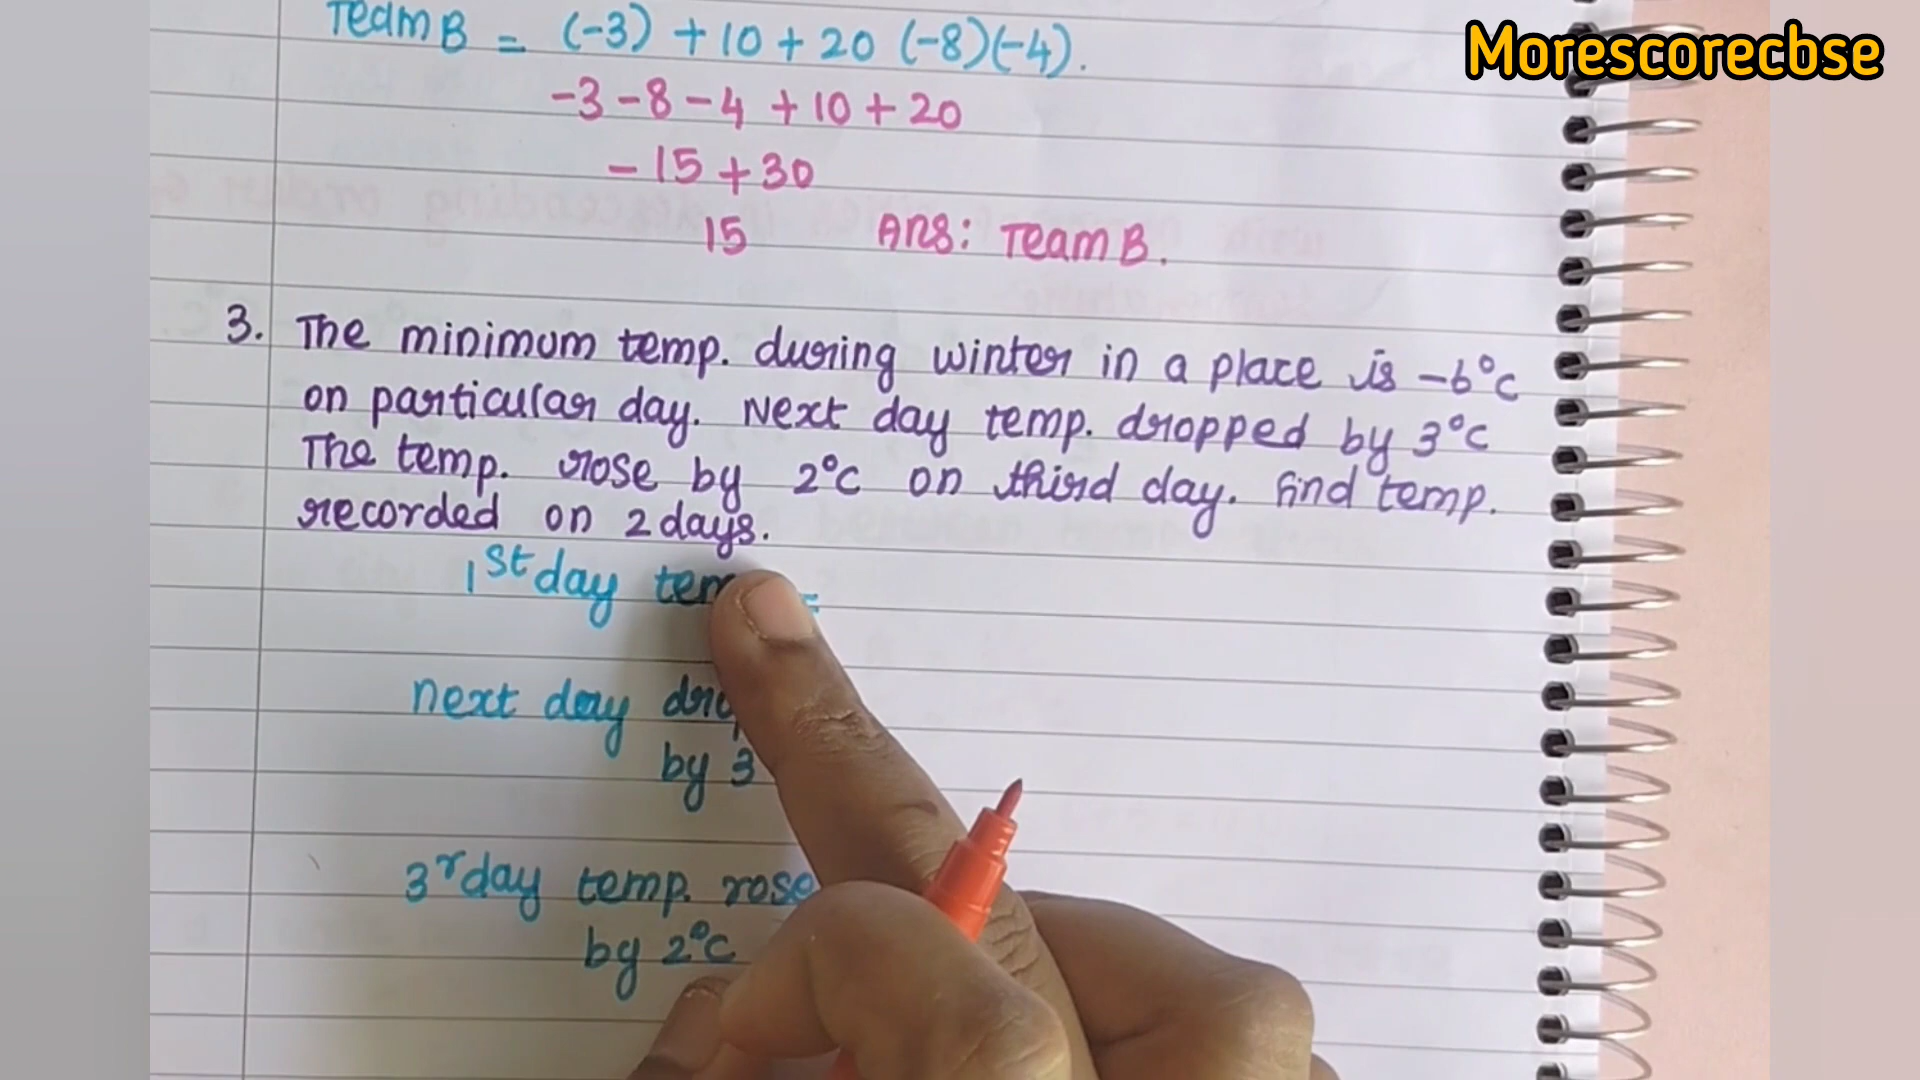 Team B = (-3) + 10 + 20 (-8)(-4).
Morescorecbse
-3 - 8 - 4 + 10 + 20
- 15 + 30
15 Ans: Team B.
3. The minimum temp. during winter in a place is -6°C
on particular day. Next day temp. dropped by 3°C
The temp. rose by 2°C on third day. Find temp.
recorded on 2 days.
1st day =
next day
by 3
3rday temp. rose
by 2°C